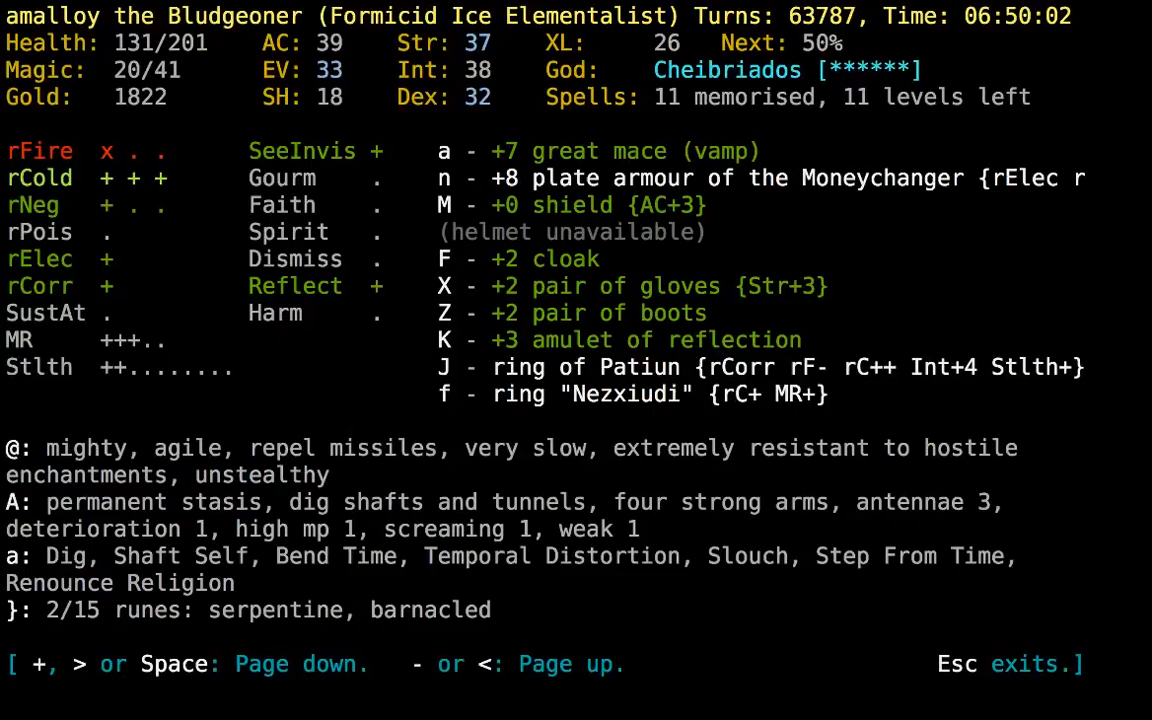 amalloy the Bludgeoner (Formicid Ice Elementalist) Turns: 63787, Time: 06:50:02
Health: 131/201 AC: 39 Str: 37 XL: 26 Next: 50%
Magic: 20/41 EV: 33 Int: 38 God: Cheibriados [******]
Gold: 1822 SH: 18 Dex: 32 Spells: 11 memorised, 11 levels left
rFire x . . SeeInvis + a - +7 great mace (vamp)
rCold + + + Gourm . n - +8 plate armour of the Moneychanger {rElec r
rNeg + . . Faith . M - +0 shield {AC+3}
rPois . Spirit . (helmet unavailable)
rElec + Dismiss . F - +2 cloak
rCorr + Reflect + X - +2 pair of gloves {Str+3}
SustAt . Harm . Z - +2 pair of boots
MR +++.. K - +3 amulet of reflection
Stlth ++........ J - ring of Patiun {rCorr rF- rC++ Int+4 Stlth+}
f - ring "Nezxiudi" {rC+ MR+}
@: mighty, agile, repel missiles, very slow, extremely resistant to hostile
enchantments, unstealthy
A: permanent stasis, dig shafts and tunnels, four strong arms, antennae 3,
deterioration 1, high mp 1, screaming 1, weak 1
a: Dig, Shaft Self, Bend Time, Temporal Distortion, Slouch, Step From Time,
Renounce Religion
}: 2/15 runes: serpentine, barnacled
[ +, > or Space: Page down. - or <: Page up. Esc exits.]